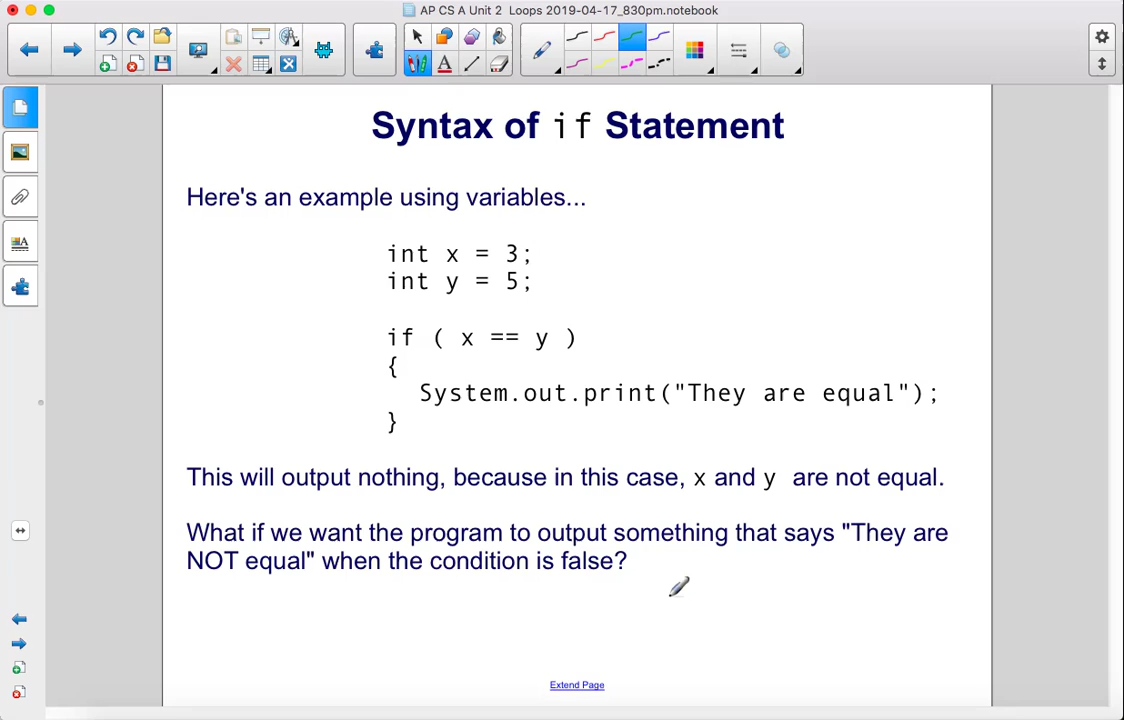 AP CS A Unit 2 Loops 2019-04-17_830pm.notebook
Syntax of if Statement
Here's an example using variables...
int x = 3;
int y = 5;
if ( x == y )
{
System.out.print("They are equal");
}
This will output nothing, because in this case, x and y are not equal.
What if we want the program to output something that says "They are
NOT equal" when the condition is false?
Extend Page